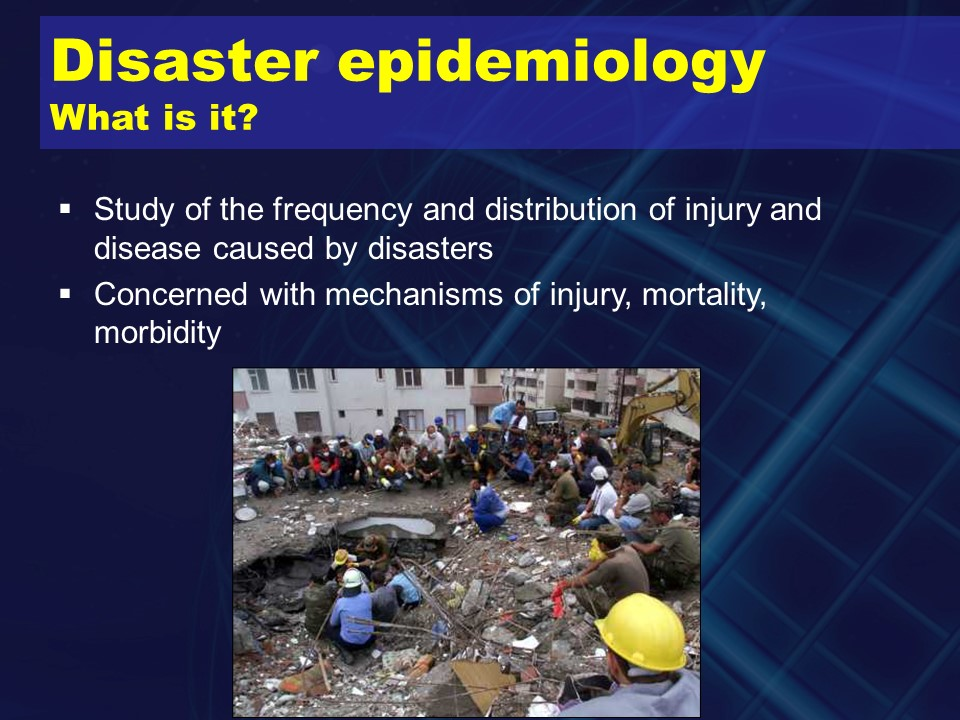 Disaster epidemiology
What is it?
▪ Study of the frequency and distribution of injury and
disease caused by disasters
▪ Concerned with mechanisms of injury, mortality,
morbidity